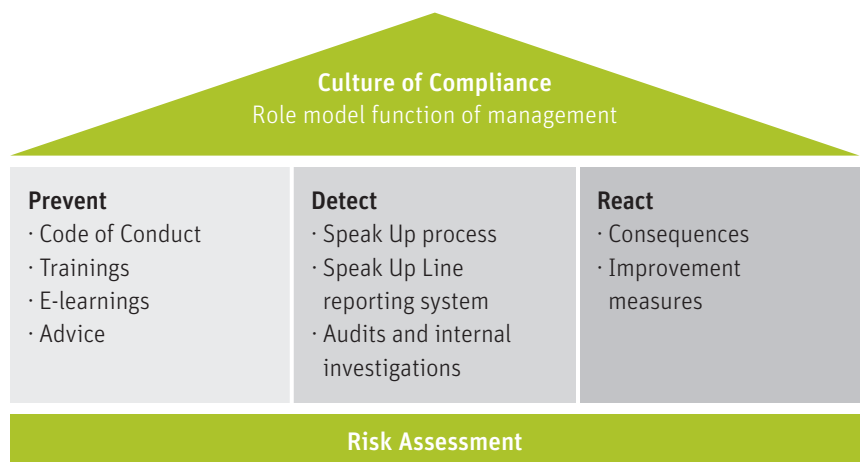 Culture of Compliance
Role model function of management
Prevent
· Code of Conduct
· Trainings
· E-learnings
· Advice
Detect
· Speak Up process
· Speak Up Line
reporting system
· Audits and internal
investigations
React
· Consequences
· Improvement
measures
Risk Assessment